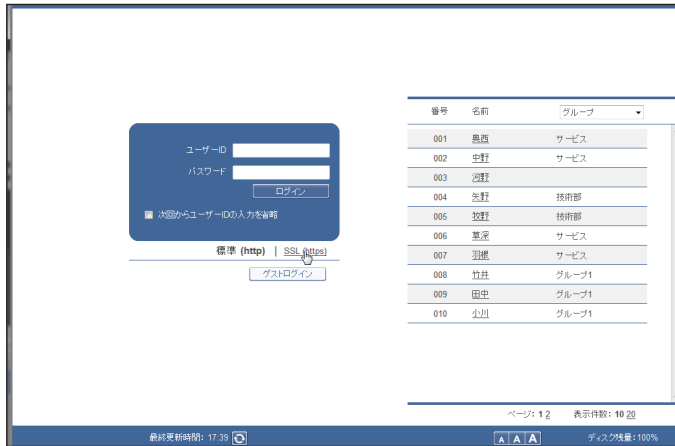 ユーザーID
パスワード
ログイン
次回からユーザーIDの入力を省略
標準 (http) | SSL (https)
ゲストログイン
番号 名前 グループ
001 奥西 サービス
002 中野 サービス
003 河野
004 矢野 技術部
005 牧野 技術部
006 草深 サービス
007 羽根 サービス
008 竹井 グループ1
009 田中 グループ1
010 小川 グループ1
ページ: 1 2 表示件数: 10 20
最終更新時間: 17:39 A A A ディスク残量: 100%